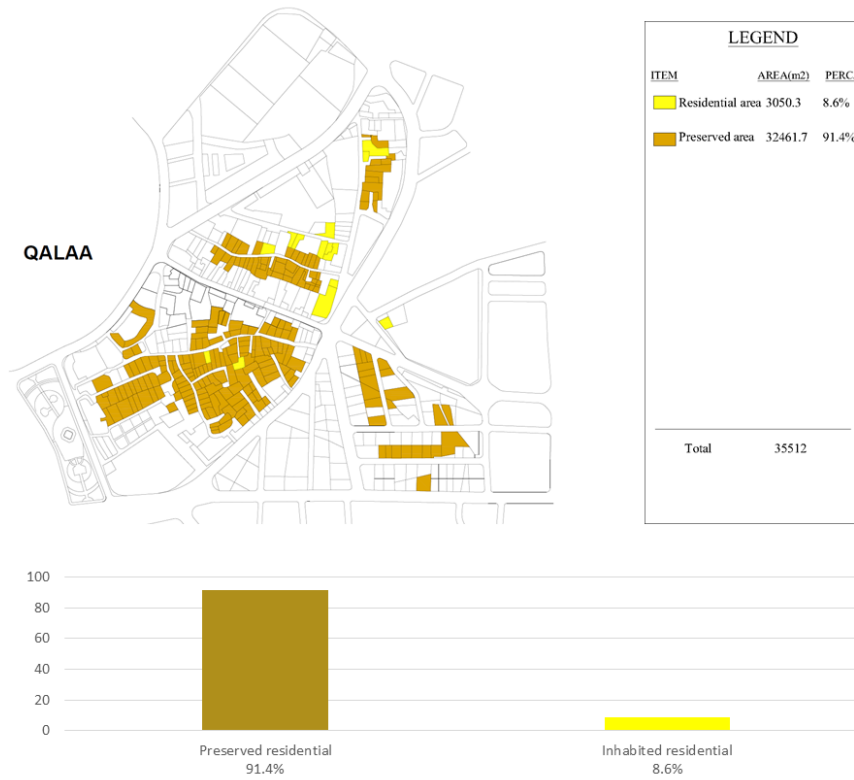 QALAA
LEGEND
ITEM AREA(m2) PERC
Residential area 3050.3 8.6%
Preserved area 32461.7 91.4%
Total 35512
100
80
60
40
20
0
Preserved residential
91.4%
Inhabited residential
8.6%